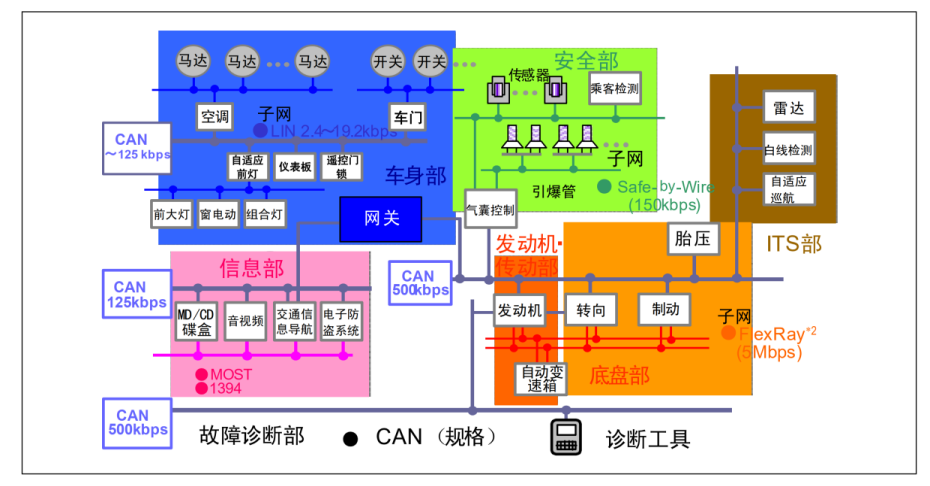 马达
马达
马达
开关
开关
安全部
传感器
乘客检测
空调
子网
车门
LIN 2.4～19.2kbps
CAN
～125 kbps
自适应
前灯
仪表板
遥控门
锁
车身部
子网
引爆管
Safe-by-Wire
(150kbps)
雷达
白线检测
自适应
巡航
ITS部
前大灯
窗电动
组合灯
网关
气囊控制
胎压
发动机·
传动部
信息部
CAN
125kbps
CAN
500kbps
MD/CD
碟盒
音视频
交通信
息导航
电子防
盗系统
发动机
转向
制动
子网
FlexRay*2
(5Mbps)
MOST
1394
自动变
速箱
底盘部
CAN
500kbps
故障诊断部
CAN （规格）
诊断工具